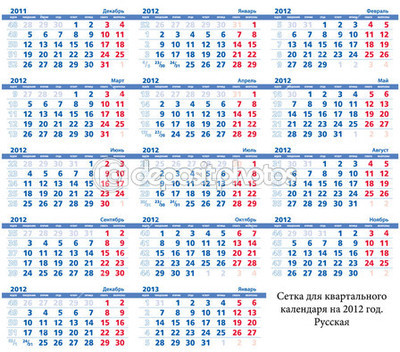 2011 Декабрь
1 2 3 4
5 6 7 8 9 10 11
12 13 14 15 16 17 18
19 20 21 22 23 24 25
26 27 28 29 30 31
2012 Январь
1
2 3 4 5 6 7 8
9 10 11 12 13 14 15
16 17 18 19 20 21 22
23/30 24/31 25 26 27 28 29
2012 Февраль
1 2 3 4 5
6 7 8 9 10 11 12
13 14 15 16 17 18 19
20 21 22 23 24 25 26
27 28 29
2012 Март
1 2 3 4
5 6 7 8 9 10 11
12 13 14 15 16 17 18
19 20 21 22 23 24 25
26 27 28 29 30 31
2012 Апрель
1
2 3 4 5 6 7 8
9 10 11 12 13 14 15
16 17 18 19 20 21 22
23/30 24 25 26 27 28 29
2012 Май
1 2 3 4 5 6
7 8 9 10 11 12 13
14 15 16 17 18 19 20
21 22 23 24 25 26 27
28 29 30 31
2012 Июнь
1 2 3
4 5 6 7 8 9 10
11 12 13 14 15 16 17
18 19 20 21 22 23 24
25 26 27 28 29 30
2012 Июль
1
2 3 4 5 6 7 8
9 10 11 12 13 14 15
16 17 18 19 20 21 22
23/30 24/31 25 26 27 28 29
2012 Август
1 2 3 4 5
6 7 8 9 10 11 12
13 14 15 16 17 18 19
20 21 22 23 24 25 26
27 28 29 30 31
depositphotos
2012 Сентябрь
1 2
3 4 5 6 7 8 9
10 11 12 13 14 15 16
17 18 19 20 21 22 23
24 25 26 27 28 29 30
2012 Октябрь
1 2 3 4 5 6 7
8 9 10 11 12 13 14
15 16 17 18 19 20 21
22 23 24 25 26 27 28
29 30 31
2012 Ноябрь
1 2 3 4
5 6 7 8 9 10 11
12 13 14 15 16 17 18
19 20 21 22 23 24 25
26 27 28 29 30
2012 Декабрь
1 2
3 4 5 6 7 8 9
10 11 12 13 14 15 16
17 18 19 20 21 22 23
24/31 25 26 27 28 29 30
2013 Январь
1 2 3 4 5 6
7 8 9 10 11 12 13
14 15 16 17 18 19 20
21 22 23 24 25 26 27
28 29 30 31
Сетка для квартального
календаря на 2012 год.
Русская